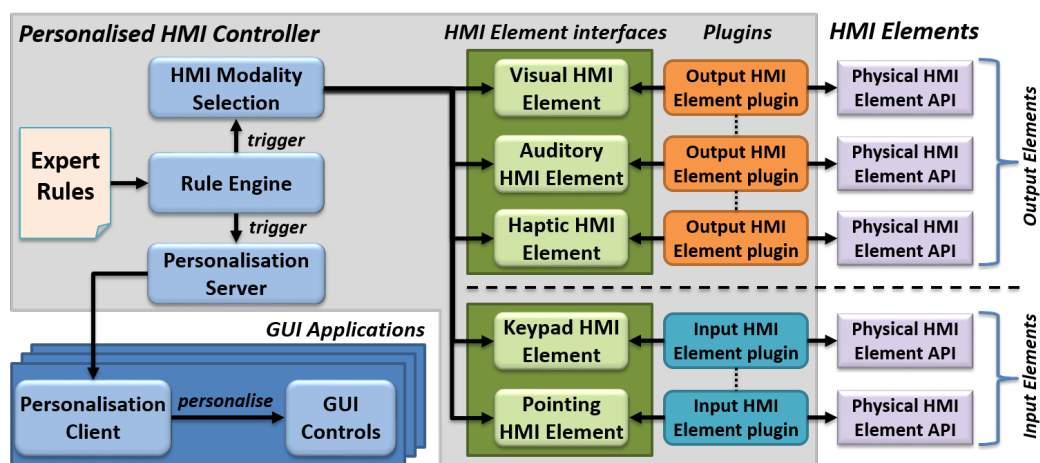 Personalised HMI Controller
HMI Element interfaces
Plugins
HMI Elements
HMI Modality
Selection
trigger
Expert
Rules
Rule Engine
trigger
Personalisation
Server
GUI Applications
Personalisation
Client
personalise
GUI
Controls
Visual HMI
Element
Output HMI
Element plugin
Physical HMI
Element API
Auditory
HMI Element
Output HMI
Element plugin
Physical HMI
Element API
Haptic HMI
Element
Output HMI
Element plugin
Physical HMI
Element API
Output Elements
Keypad HMI
Element
Input HMI
Element plugin
Physical HMI
Element API
Pointing
HMI Element
Input HMI
Element plugin
Physical HMI
Element API
Input Elements